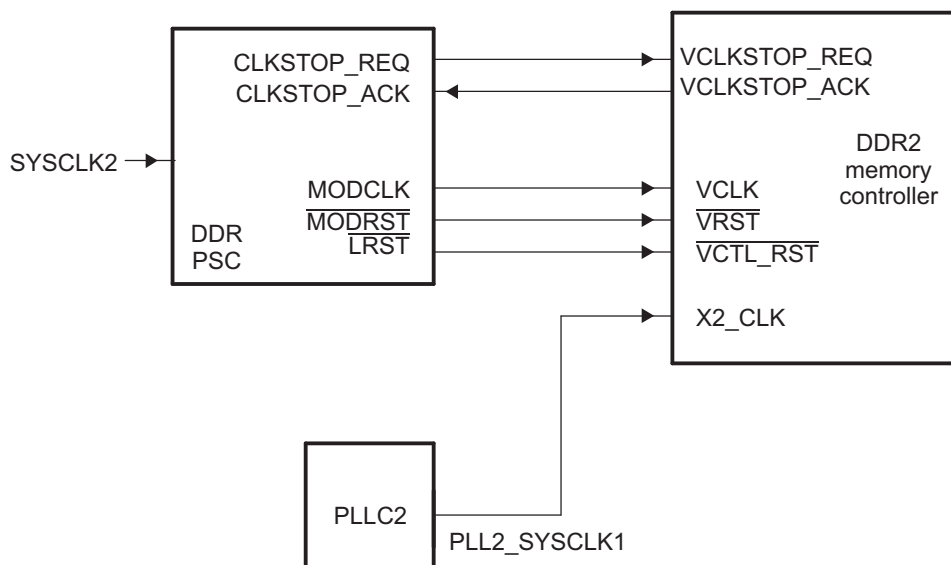 CLKSTOP_REQ
CLKSTOP_ACK
SYSCLK2
MODCLK
MODRST
LRST
DDR
PSC
VCLKSTOP_REQ
VCLKSTOP_ACK
DDR2
memory
controller
VCLK
VRST
VCTL_RST
X2_CLK
PLLC2
PLL2_SYSCLK1